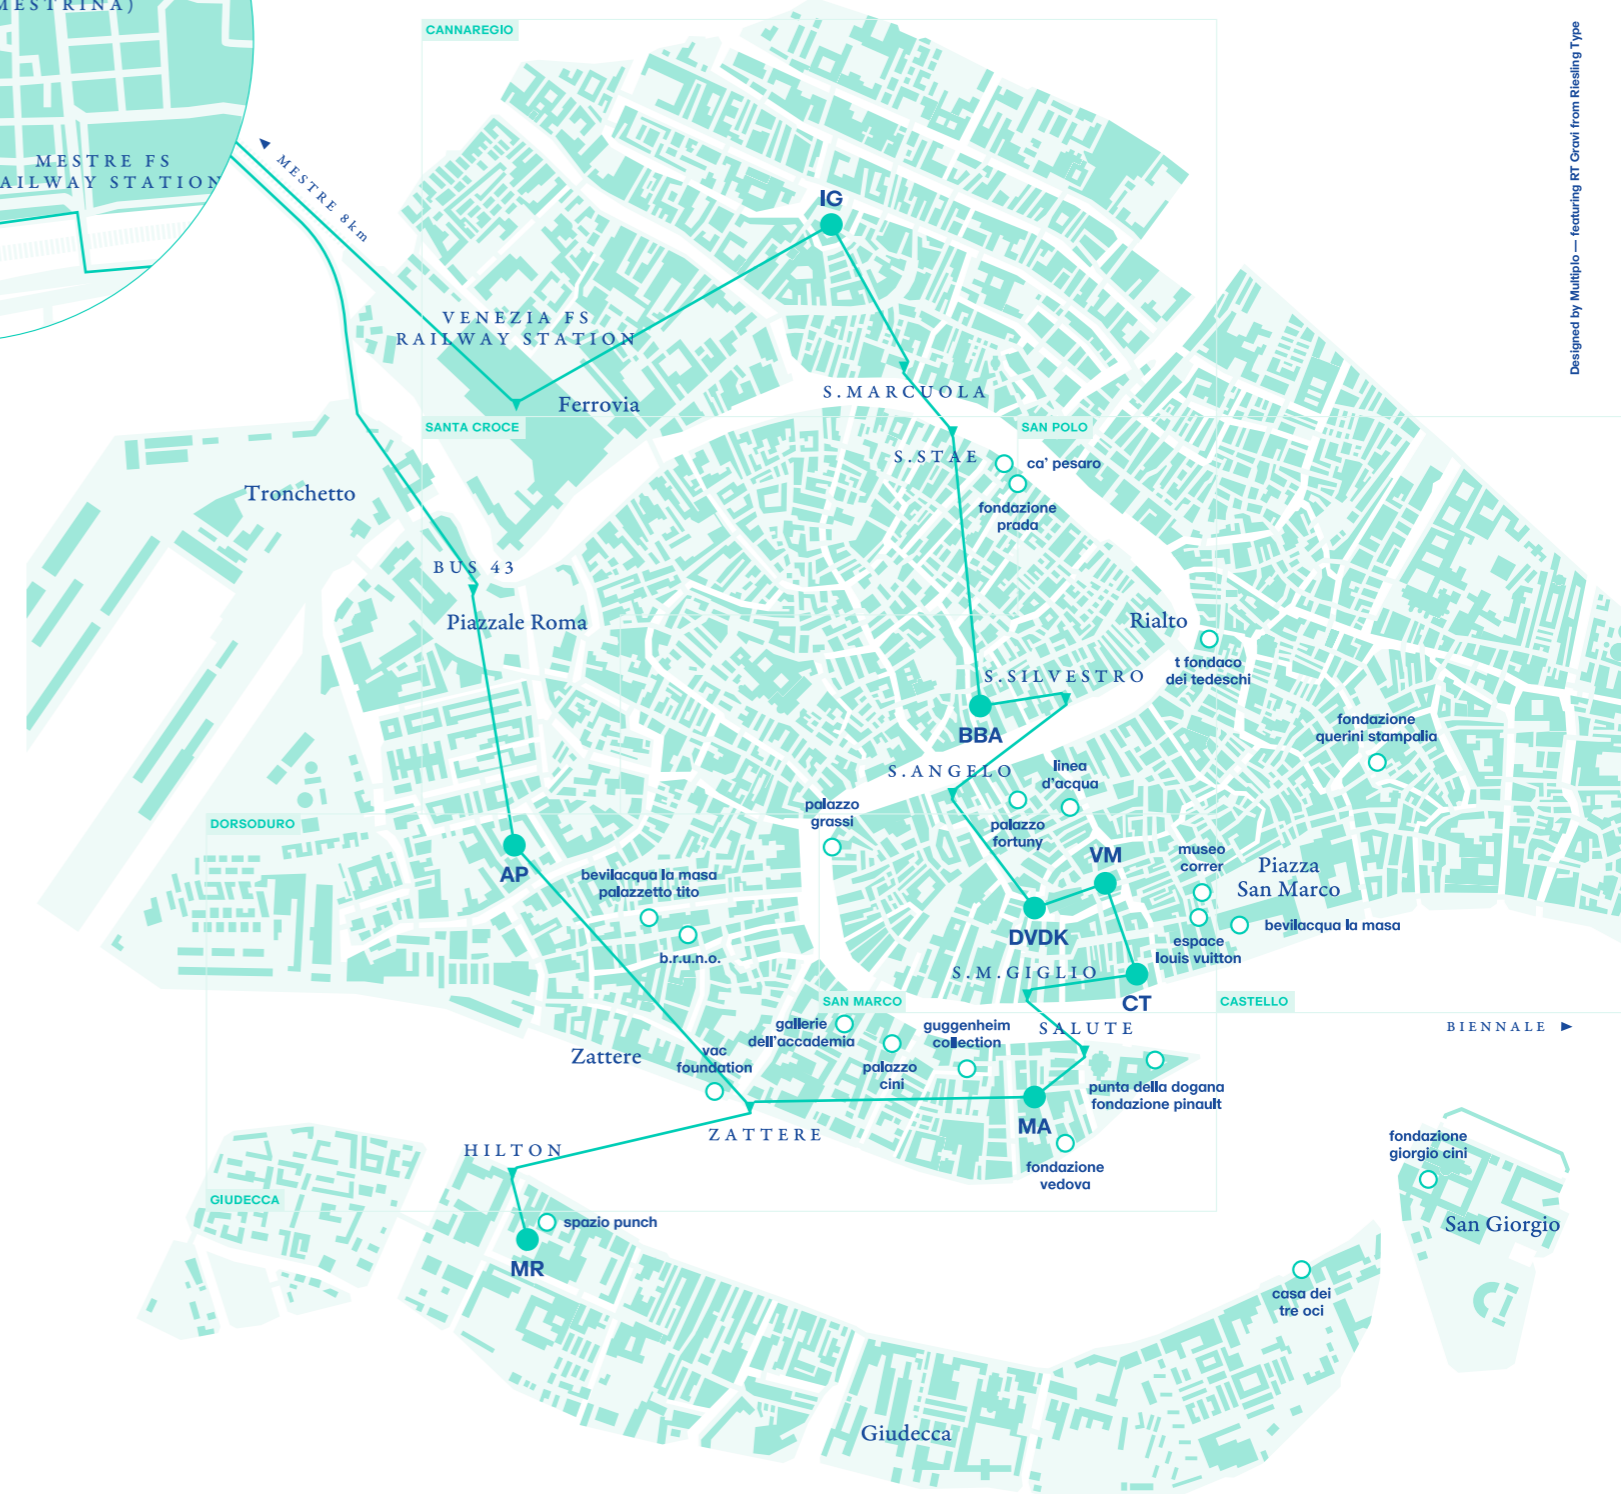 MESTRINA)
CANNAREGIO
Designed by Multiplo — featuring RT Gravi from Riesling Type
MESTRE FS
AILWAY STATION
MESTRE 8km
IG
VENEZIA FS
RAILWAY STATION
Ferrovia
S.MARCUOLA
SANTA CROCE
SAN POLO
S.STAE
ca' pesaro
Tronchetto
fondazione
prada
BUS 43
Piazzale Roma
Rialto
t fondaco
dei tedeschi
S.SILVESTRO
BBA
fondazione
querini stampalia
S.ANGELO
linea
d'acqua
palazzo
grassi
DORSODURO
palazzo
fortuny
VM
museo
correr
Piazza
San Marco
AP
bevilacqua la masa
palazzetto tito
bevilacqua la masa
DVDK
espace
louis vuitton
b.r.u.n.o.
S.M.GIGLIO
SAN MARCO
CT
CASTELLO
gallerie
dell'accademia
guggenheim
collection
SALUTE
BIENNALE
Zattere
vac
foundation
palazzo
cini
punta della dogana
fondazione pinault
MA
ZATTERE
HILTON
fondazione
giorgio cini
fondazione
vedova
GIUDECCA
spazio punch
San Giorgio
MR
casa dei
tre oci
Giudecca